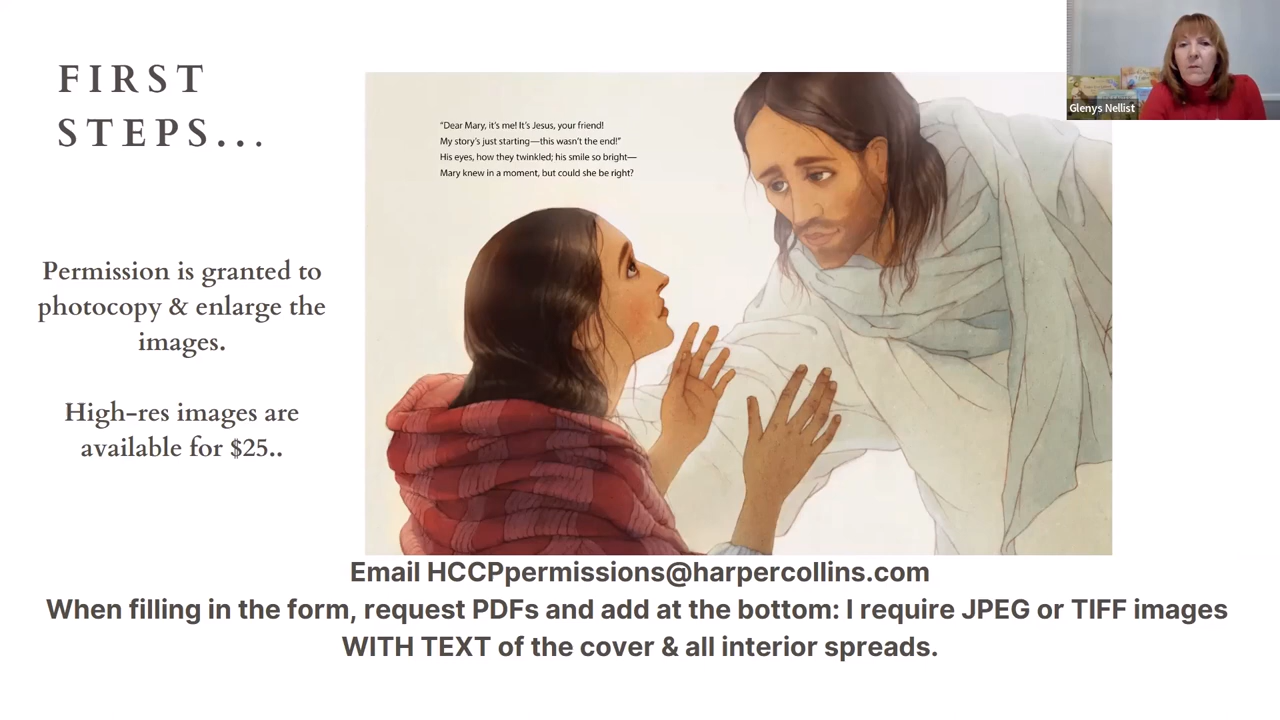 FIRST
STEPS...
Permission is granted to
photocopy & enlarge the
images.
High-res images are
available for $25..
"Dear Mary, it's me! It's Jesus, your friend!
My story's just starting—this wasn't the end!"
His eyes, how they twinkled; his smile so bright—
Mary knew in a moment, but could she be right?
Glenys Nellist
Email HCCPpermissions@harpercollins.com
When filling in the form, request PDFs and add at the bottom: I require JPEG or TIFF images
WITH TEXT of the cover & all interior spreads.